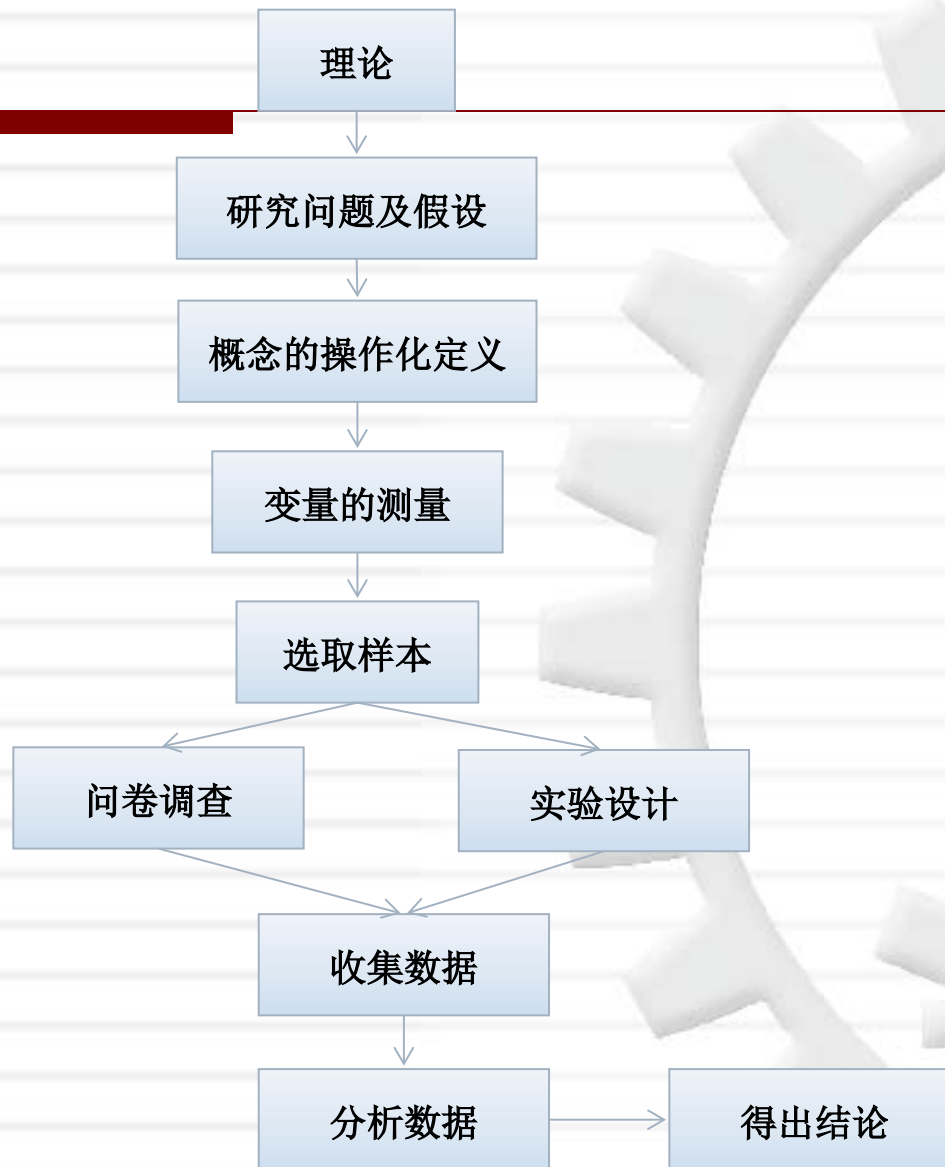 理论
研究问题及假设
概念的操作化定义
变量的测量
选取样本
问卷调查
实验设计
收集数据
分析数据
得出结论